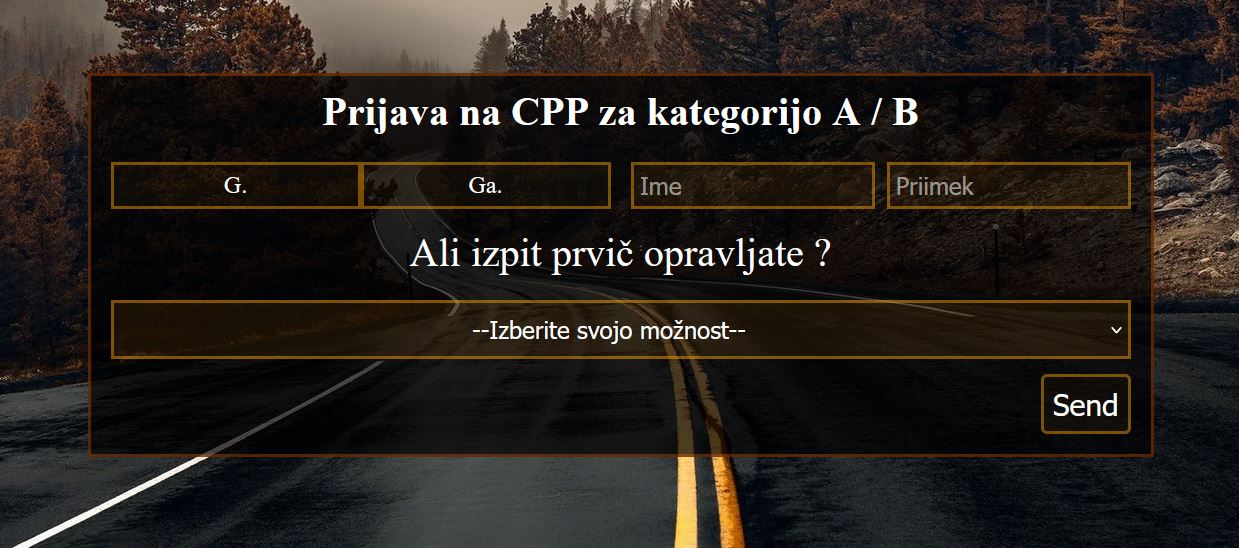 Prijava na CPP za kategorijo A / B
G. Ga. Ime Priimek
Ali izpit prvič opravljate ?
--Izberite svojo možnost--
Send